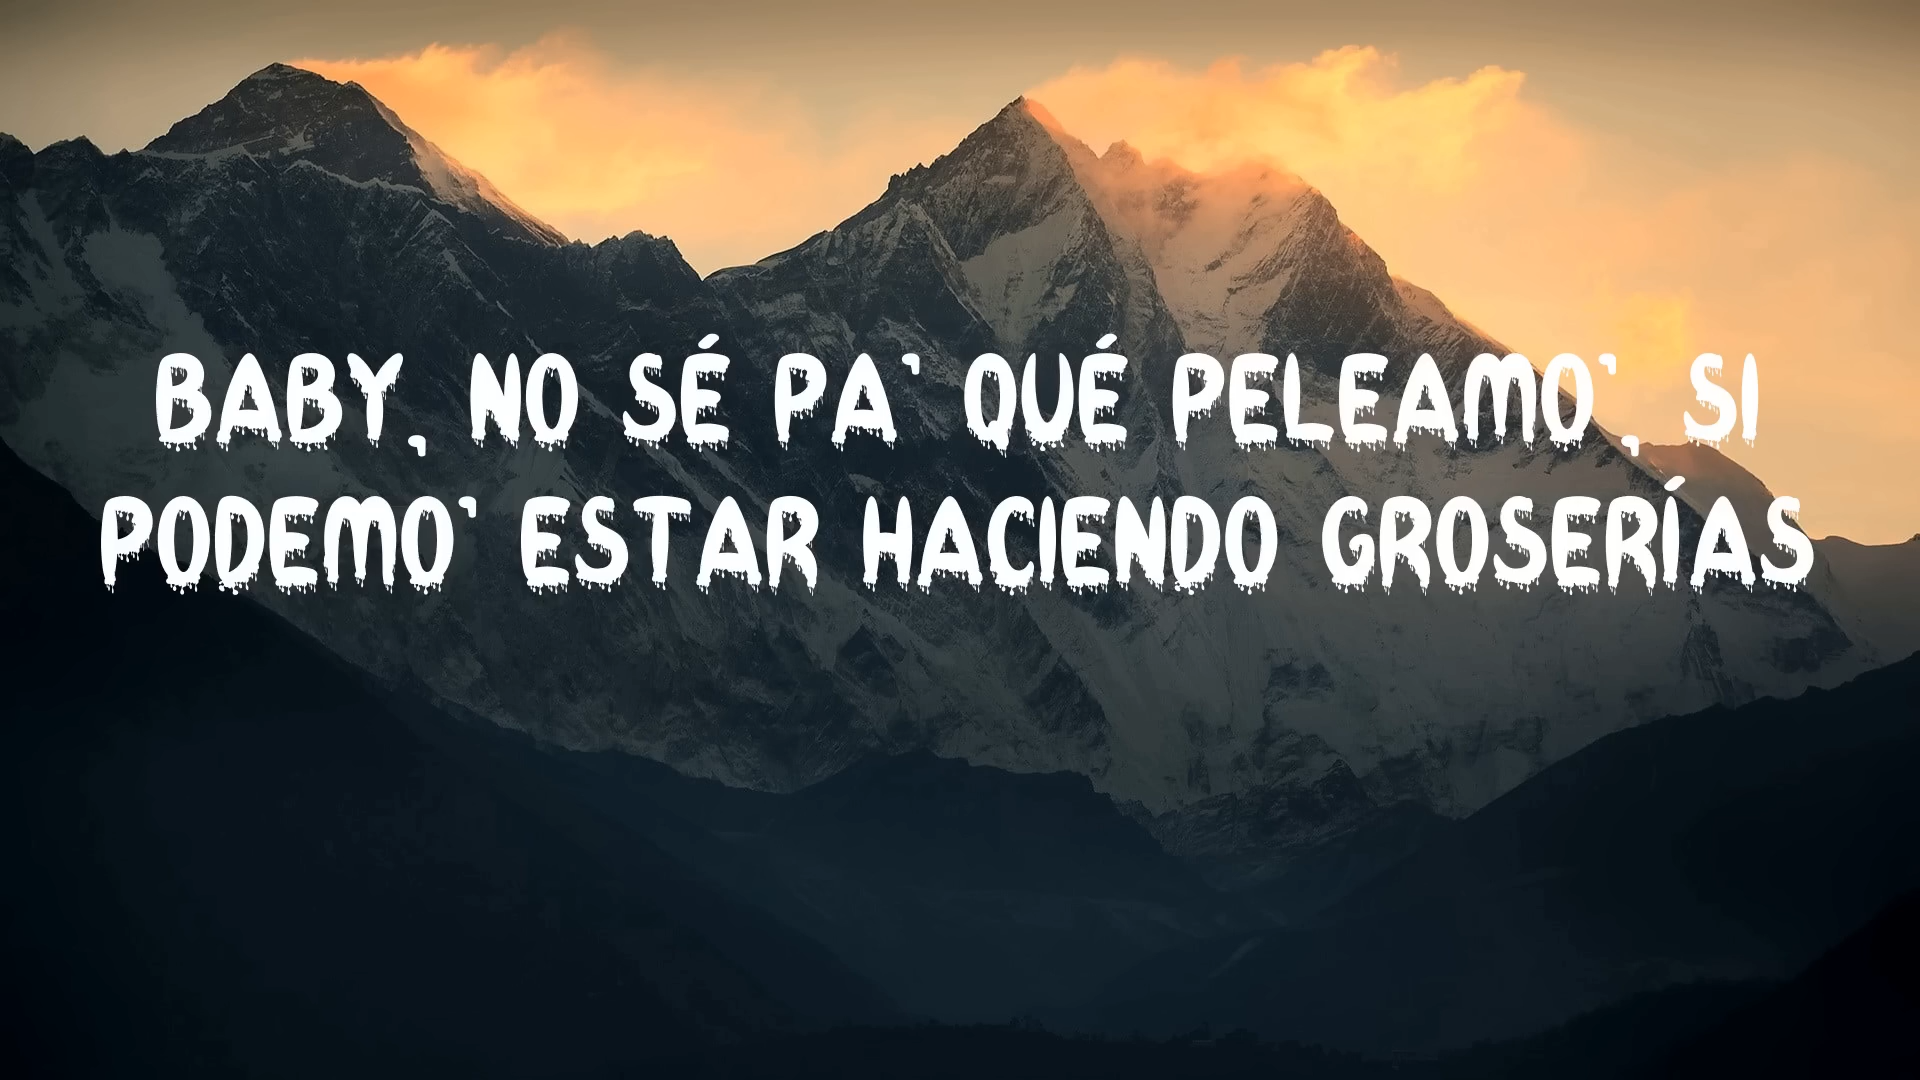 BABY, NO SÉ PA' QUÉ PELEAMO', SI
PODEMO' ESTAR HACIENDO GROSERÍAS